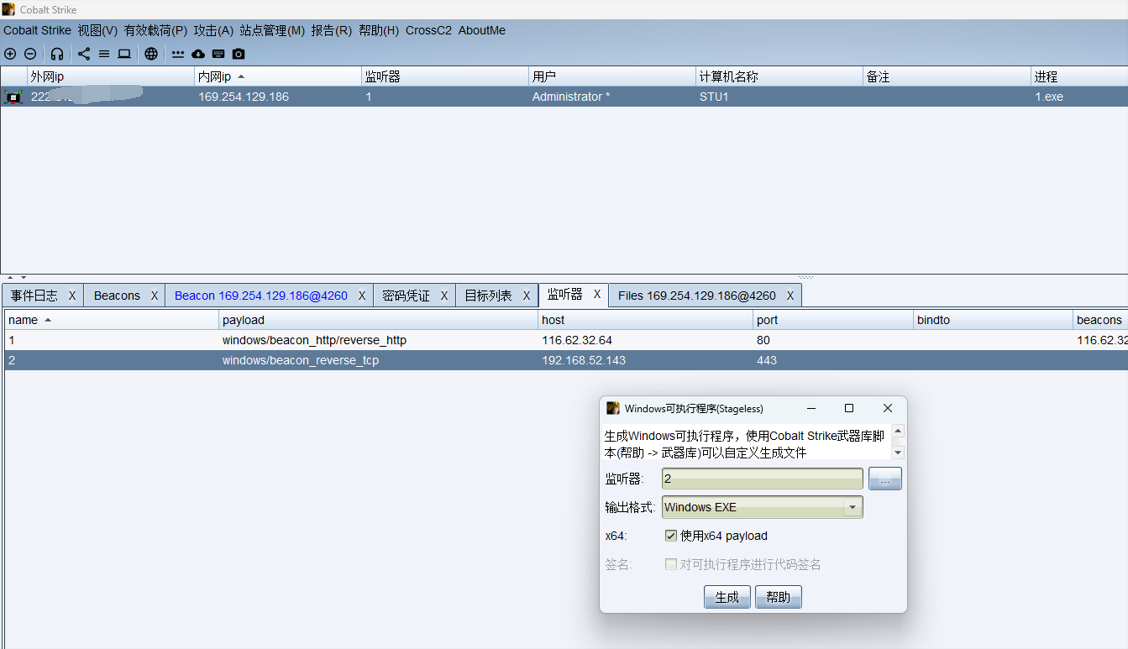 Cobalt Strike
Cobalt Strike 视图(V) 有效载荷(P) 攻击(A) 站点管理(M) 报告(R) 帮助(H) CrossC2 AboutMe
外网ip 内网ip 监听器 用户 计算机名称 备注 进程
222 169.254.129.186 1 Administrator * STU1 1.exe
事件日志 X Beacons X Beacon 169.254.129.186@4260 X 密码凭证 X 目标列表 X 监听器 X Files 169.254.129.186@4260 X
name payload host port bindto beacons
1 windows/beacon_http/reverse_http 116.62.32.64 80 116.62.32
2 windows/beacon_reverse_tcp 192.168.52.143 443
Windows可执行程序(Stageless)
生成Windows可执行程序，使用Cobalt Strike武器库脚
本(帮助 -> 武器库)可以自定义生成文件
监听器: 2 ...
输出格式: Windows EXE
x64: 使用x64 payload
签名: 对可执行程序进行代码签名
生成 帮助